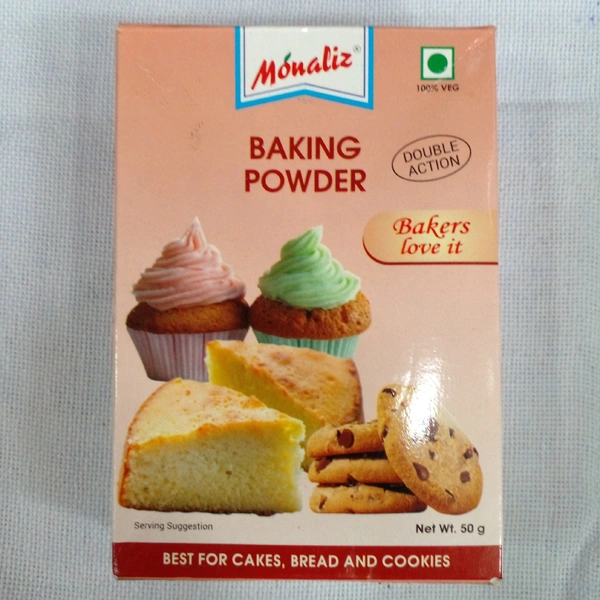 Mónaliz®
100% VEG
BAKING
POWDER
DOUBLE
ACTION
Bakers
love it
Serving Suggestion
Net Wt. 50 g
BEST FOR CAKES, BREAD AND COOKIES